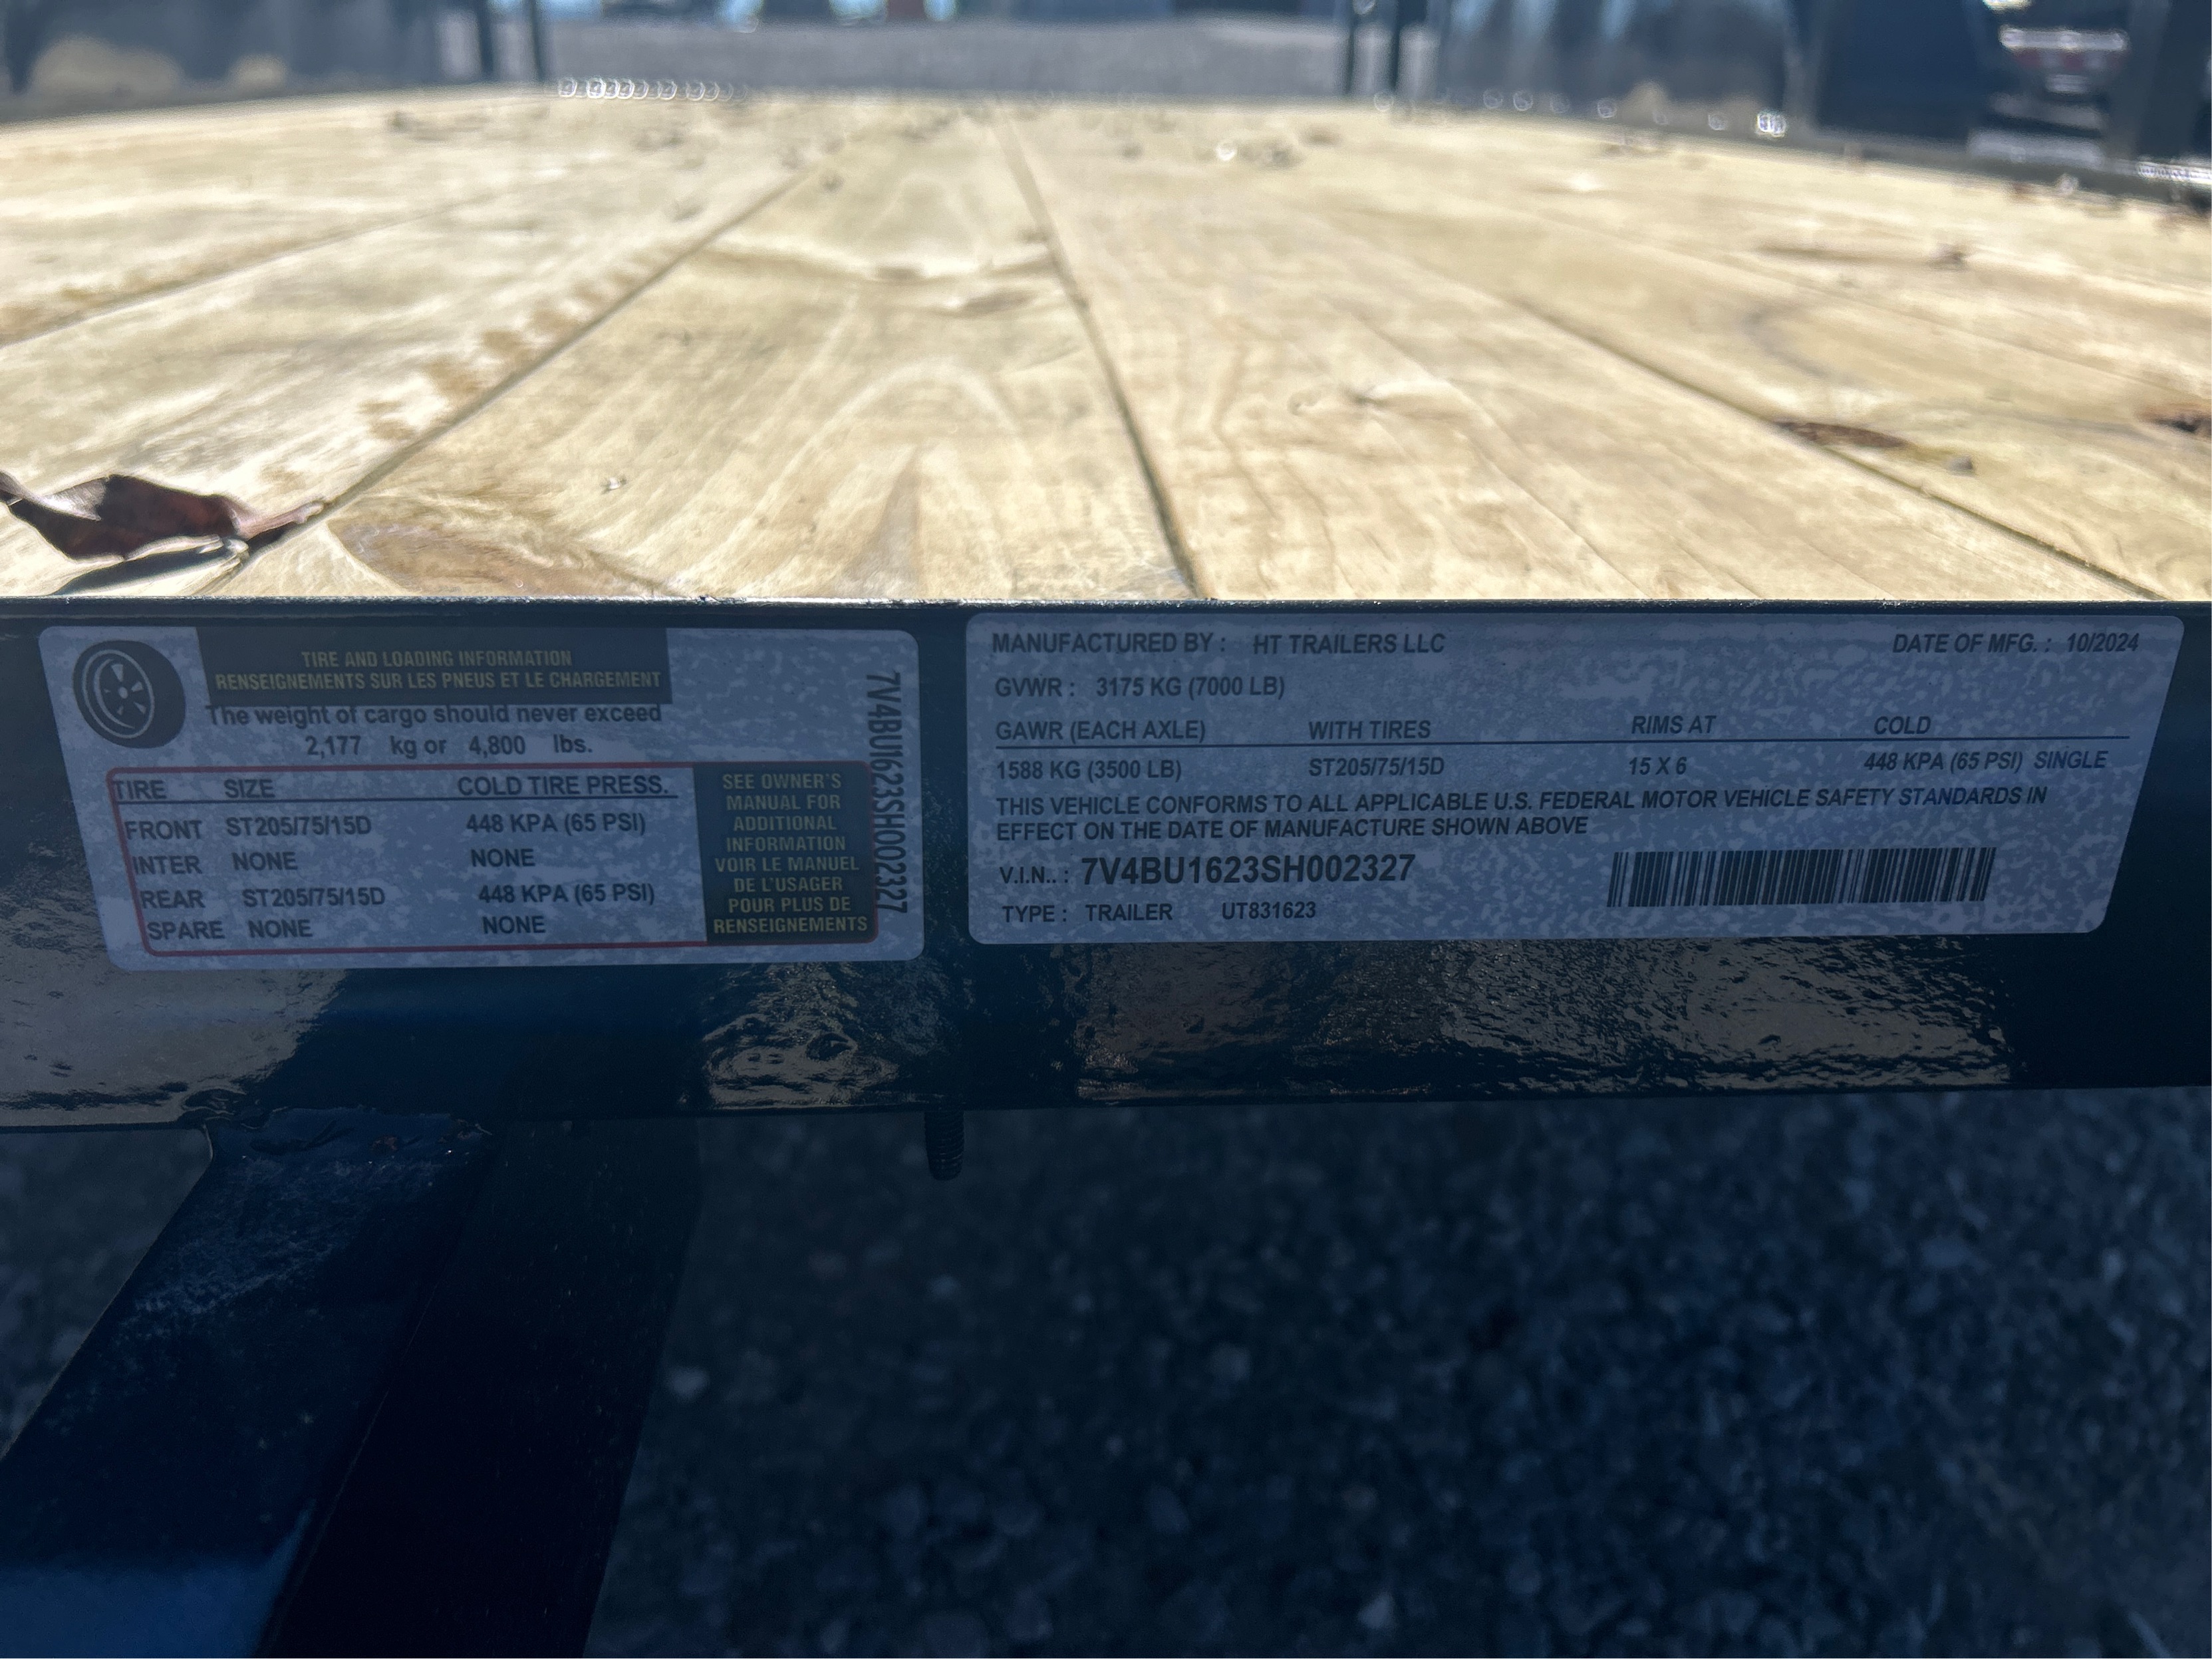 TIRE AND LOADING INFORMATION
RENSEIGNEMENTS SUR LES PNEUS ET LE CHARGEMENT
The weight of cargo should never exceed
2,177 kg or 4,800 lbs.
TIRE SIZE COLD TIRE PRESS.
FRONT ST205/75/15D 448 KPA (65 PSI)
INTER NONE NONE
REAR ST205/75/15D 448 KPA (65 PSI)
SPARE NONE NONE
SEE OWNER'S
MANUAL FOR
ADDITIONAL
INFORMATION
VOIR LE MANUEL
DE L'USAGER
POUR PLUS DE
RENSEIGNEMENTS
7V4BU1623SH002327
MANUFACTURED BY : HT TRAILERS LLC DATE OF MFG. : 10/2024
GVWR : 3175 KG (7000 LB)
GAWR (EACH AXLE) WITH TIRES RIMS AT COLD
1588 KG (3500 LB) ST205/75/15D 15 X 6 448 KPA (65 PSI) SINGLE
THIS VEHICLE CONFORMS TO ALL APPLICABLE U.S. FEDERAL MOTOR VEHICLE SAFETY STANDARDS IN
EFFECT ON THE DATE OF MANUFACTURE SHOWN ABOVE
V.I.N.. : 7V4BU1623SH002327
TYPE : TRAILER UT831623